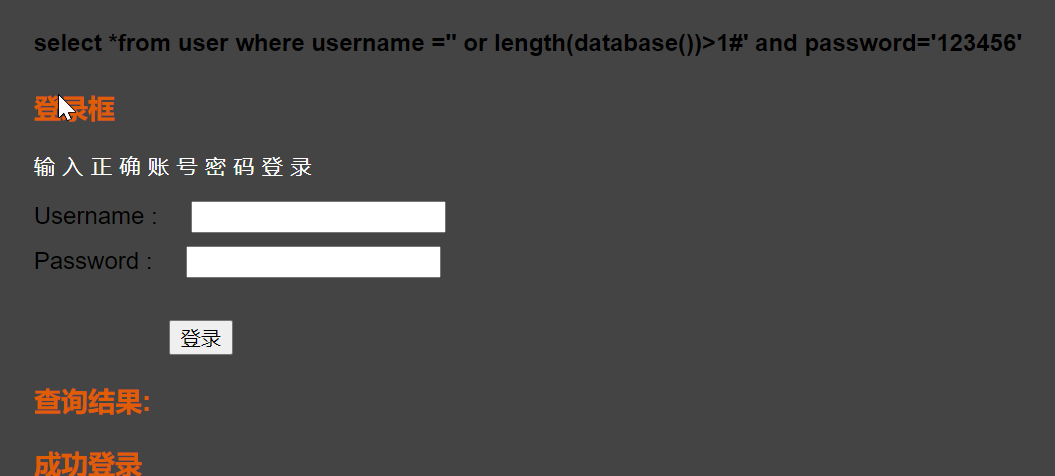 select *from user where username ='' or length(database())>1#' and password='123456'
登录框
输入正确账号密码登录
Username :
Password :
登录
查询结果:
成功登录